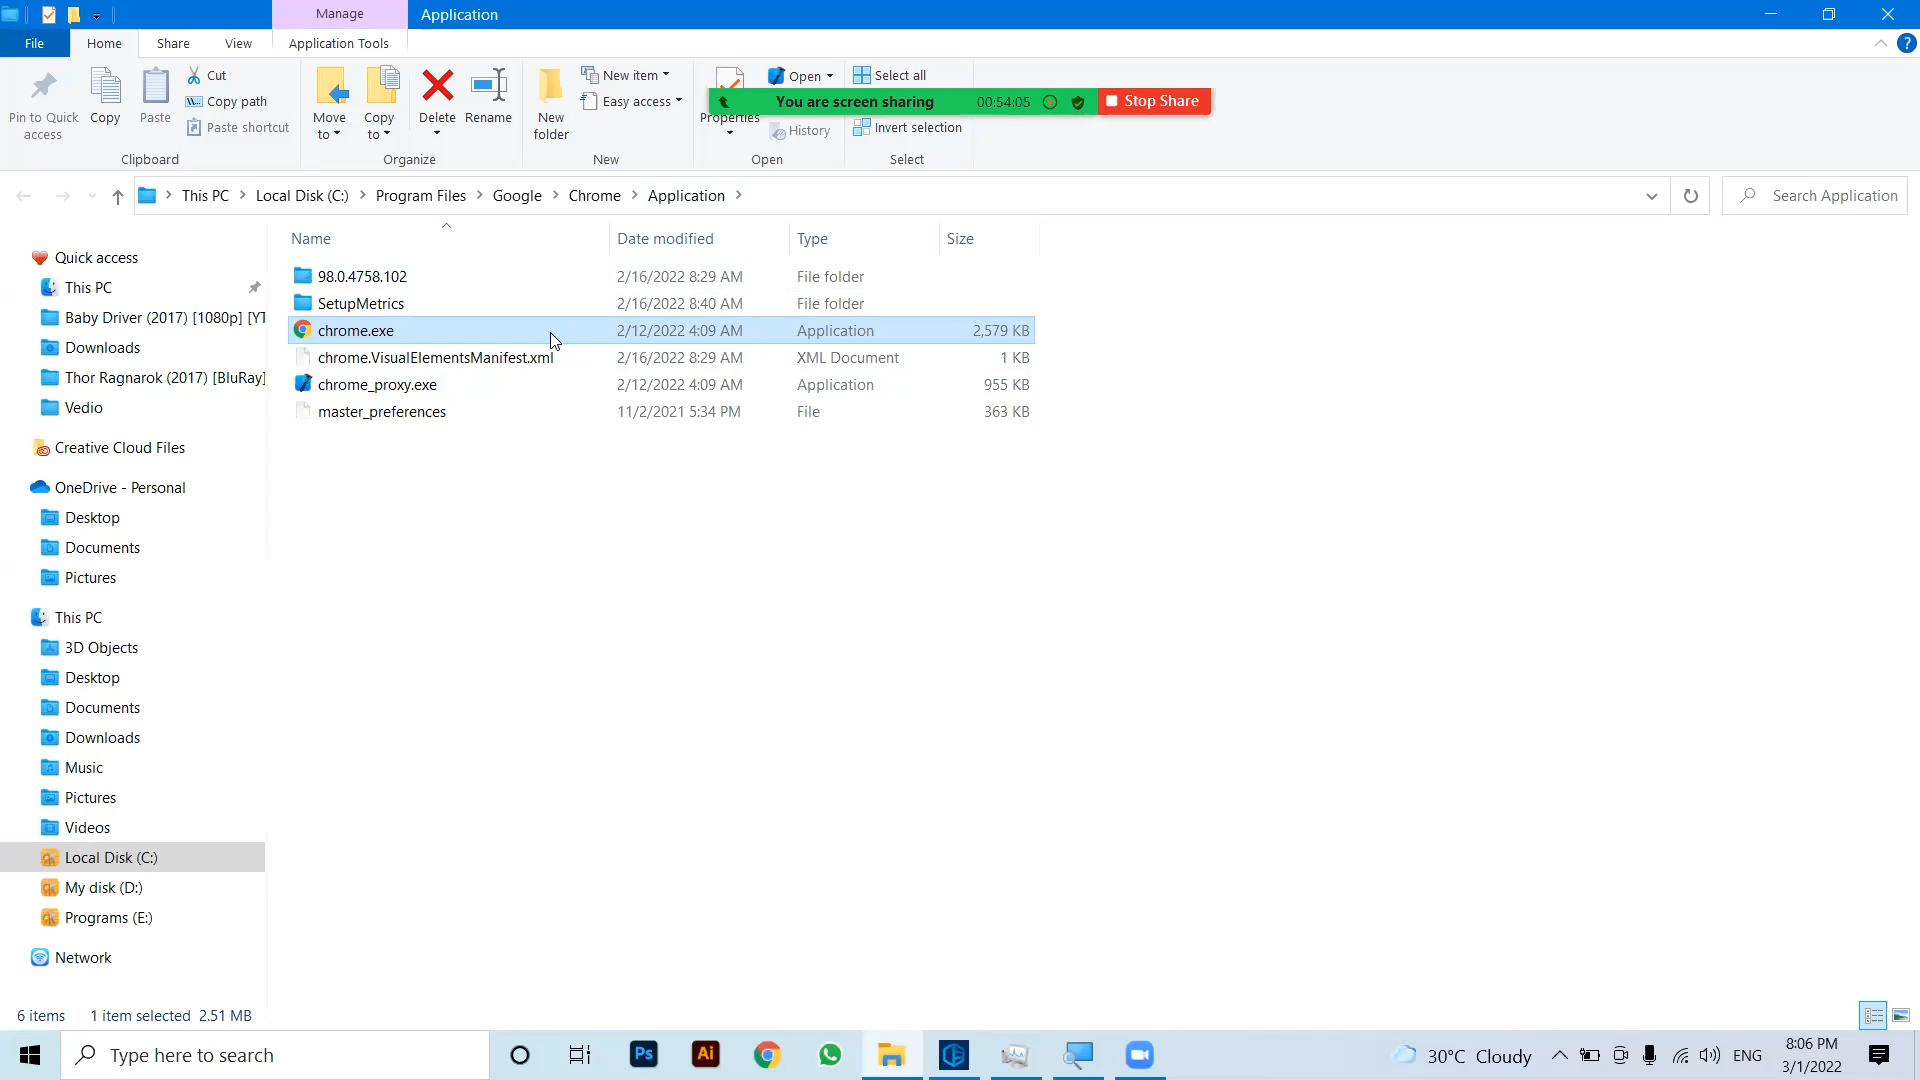 Manage
Application
File
Home
Share
View
Application Tools
Pin to Quick access
Copy
Paste
Cut
Copy path
Paste shortcut
Clipboard
Move to
Copy to
Delete
Rename
Organize
New folder
New item
Easy access
New
Properties
Open
History
Open
Select all
Invert selection
Select
You are screen sharing
00:54:05
Stop Share
This PC
Local Disk (C:)
Program Files
Google
Chrome
Application
Search Application
Name
Date modified
Type
Size
98.0.4758.102
2/16/2022 8:29 AM
File folder
SetupMetrics
2/16/2022 8:40 AM
File folder
chrome.exe
2/12/2022 4:09 AM
Application
2,579 KB
chrome.VisualElementsManifest.xml
2/16/2022 8:29 AM
XML Document
1 KB
chrome_proxy.exe
2/12/2022 4:09 AM
Application
955 KB
master_preferences
11/2/2021 5:34 PM
File
363 KB
Quick access
This PC
Baby Driver (2017) [1080p] [YT
Downloads
Thor Ragnarok (2017) [BluRay]
Vedio
Creative Cloud Files
OneDrive - Personal
Desktop
Documents
Pictures
This PC
3D Objects
Desktop
Documents
Downloads
Music
Pictures
Videos
Local Disk (C:)
My disk (D:)
Programs (E:)
Network
6 items
1 item selected 2.51 MB
Type here to search
Ps
Ai
30°C Cloudy
ENG
8:06 PM
3/1/2022